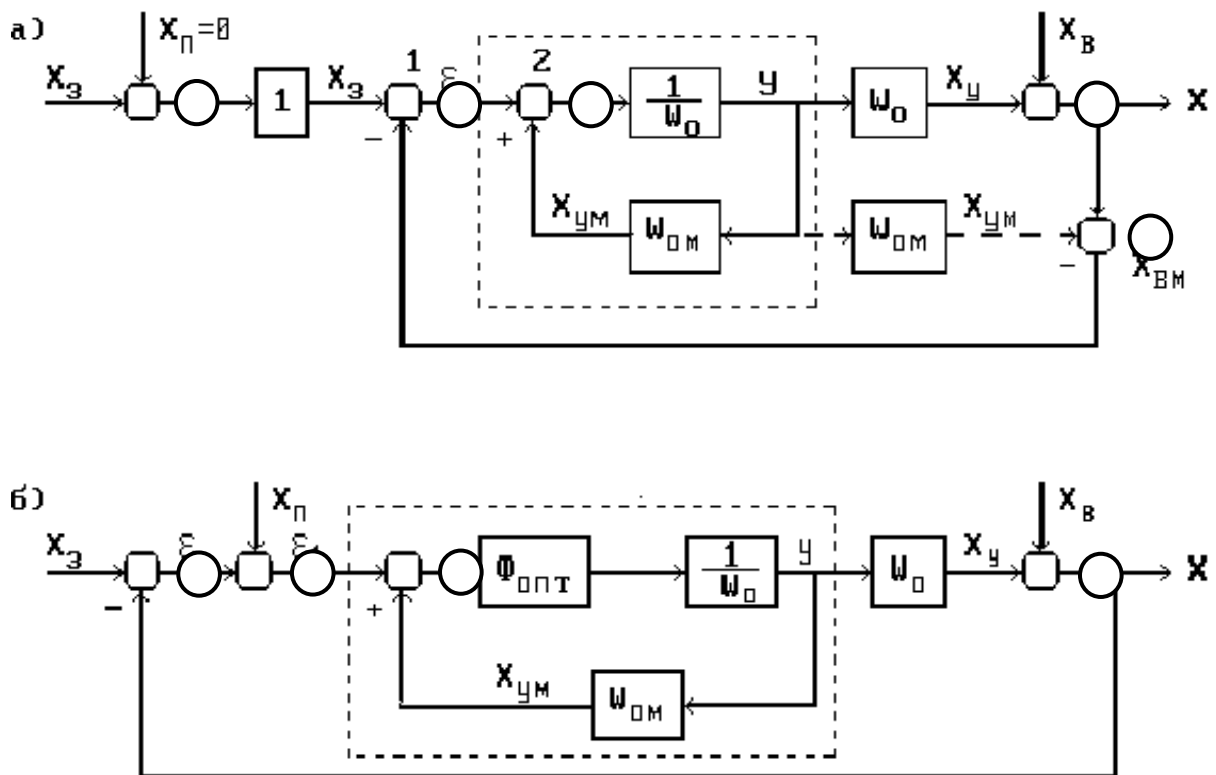 а)
Xп=0
Xз
1
Xз
1
ε
2
1/Wо
У
Wо
Xу
Xв
X
−
+
Xум
Wом
Wом
Xум
−
Xвм
б)
Xз
−
ε
Xп
ε
+
Φопт
1/Wо
У
Wо
Xу
Xв
X
Xум
Wом